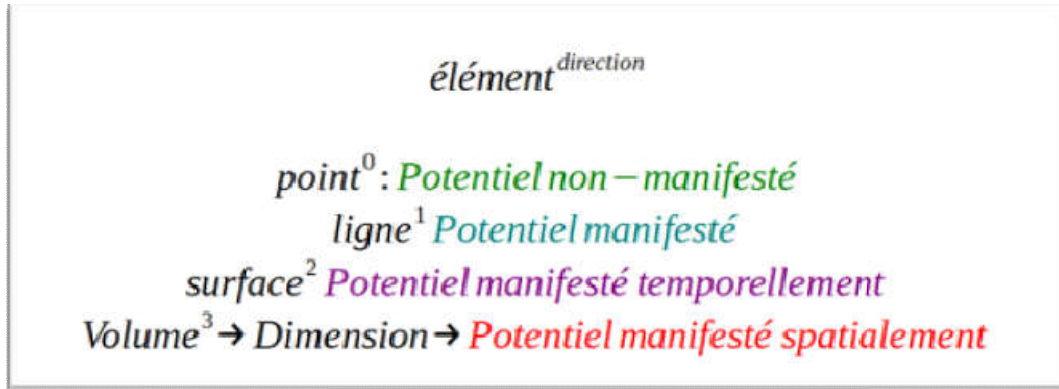 élément^direction
point^0: Potentiel non − manifesté
ligne^1 Potentiel manifesté
surface^2 Potentiel manifesté temporellement
Volume^3 → Dimension → Potentiel manifesté spatialement